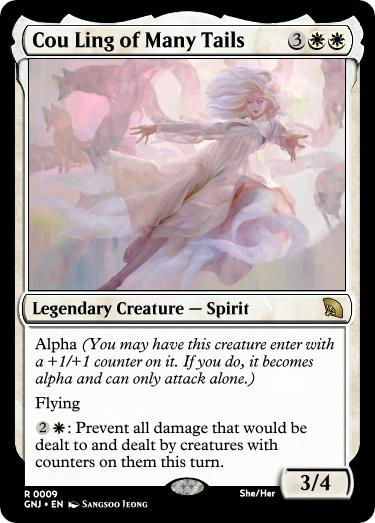 Cou Ling of Many Tails 3
Legendary Creature — Spirit
Alpha (You may have this creature enter with
a +1/+1 counter on it. If you do, it becomes
alpha and can only attack alone.)
Flying
2 : Prevent all damage that would be
dealt to and dealt by creatures with
counters on them this turn.
3/4
R 0009 She/Her
GNJ • EN Sangsoo Jeong